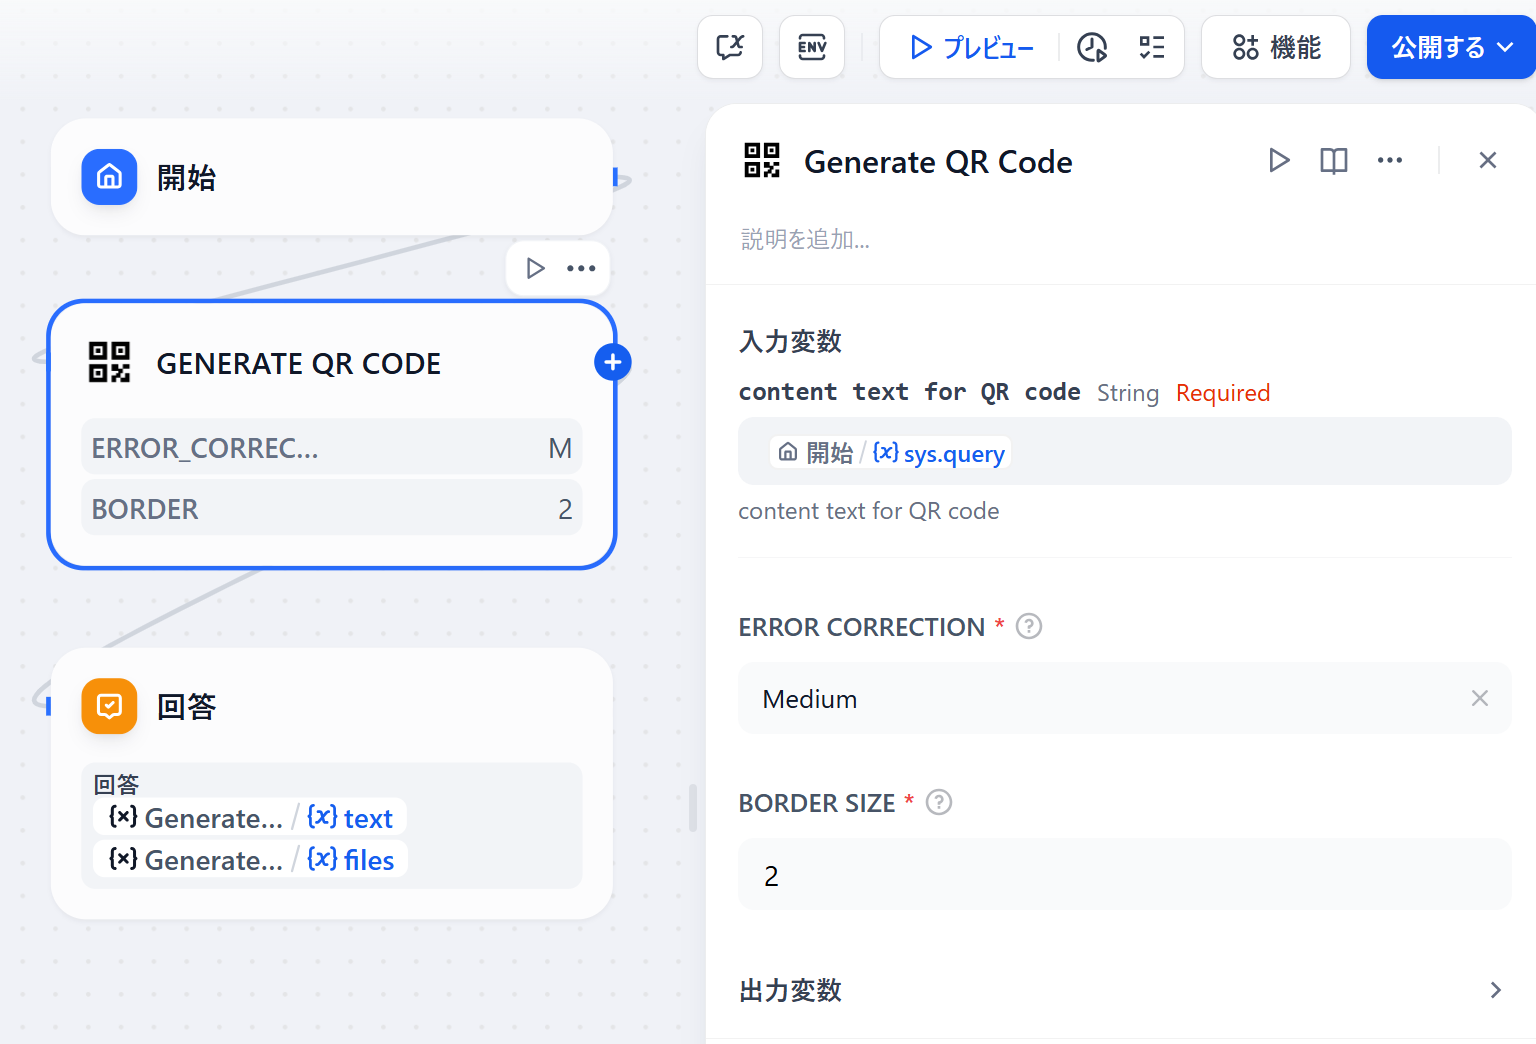 ENV
プレビュー
機能
公開する
開始
GENERATE QR CODE
ERROR_CORREC... M
BORDER 2
回答
回答
{×} Generate... / {x} text
{×} Generate... / {x} files
Generate QR Code
説明を追加...
入力変数
content text for QR code String Required
開始 / {x} sys.query
content text for QR code
ERROR CORRECTION *
Medium
BORDER SIZE *
2
出力変数